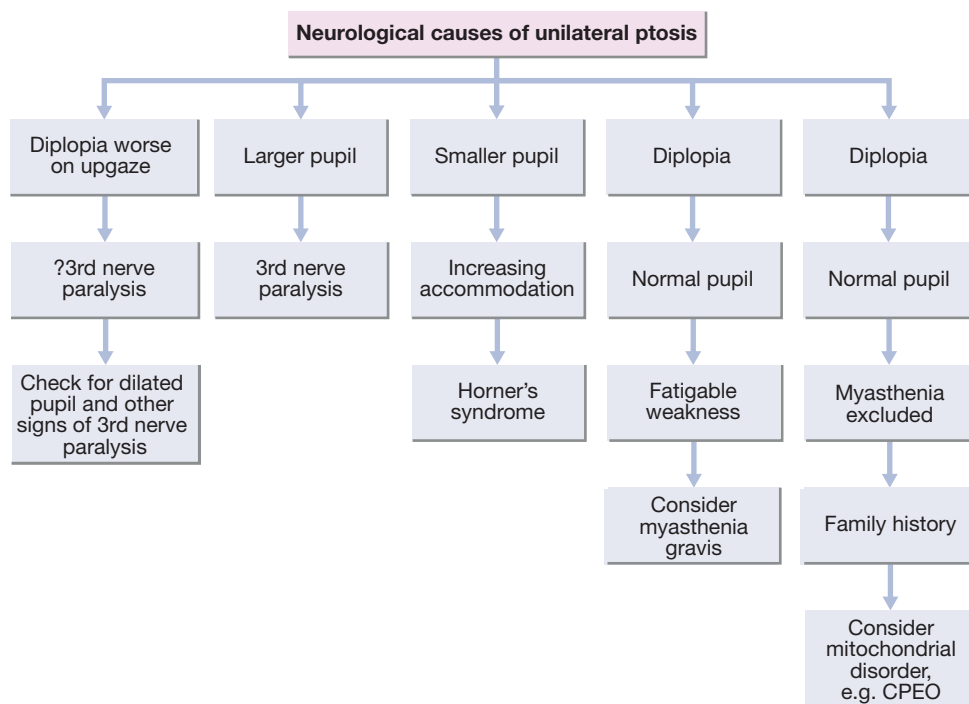 Neurological causes of unilateral ptosis
Diplopia worse
on upgaze
?3rd nerve
paralysis
Check for dilated
pupil and other
signs of 3rd nerve
paralysis
Larger pupil
3rd nerve
paralysis
Smaller pupil
Increasing
accommodation
Horner's
syndrome
Diplopia
Normal pupil
Fatigable
weakness
Consider
myasthenia
gravis
Diplopia
Normal pupil
Myasthenia
excluded
Family history
Consider
mitochondrial
disorder,
e.g. CPEO